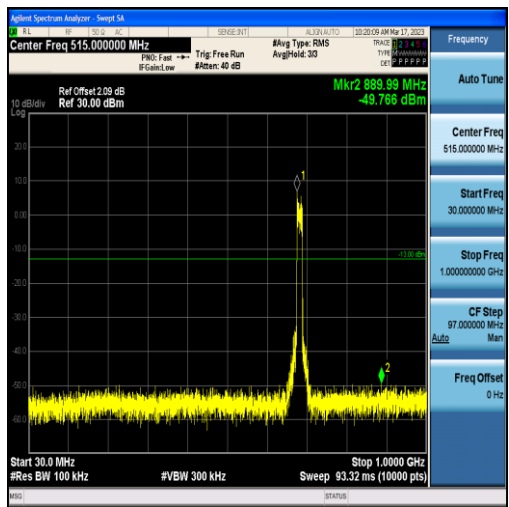 Agilent Spectrum Analyzer - Swept SA
RL RF 50 Ω AC SENSE:INT ALIGN AUTO 10:20:09 AM Mar 17, 2023
Center Freq 515.000000 MHz
PNO: Fast
IFGain:Low
Trig: Free Run
#Atten: 40 dB
#Avg Type: RMS
Avg|Hold: 3/3
TRACE 1 2 3 4 5 6
TYPE
DET P P P P P P
Mkr2 889.99 MHz
-49.766 dBm
Ref Offset 2.09 dB
Ref 30.00 dBm
10 dB/div
Log
20.0
10.0
0.00
-10.0
-20.0
-30.0
-40.0
-50.0
-60.0
1
-13.00 dBm
2
Start 30.0 MHz
Stop 1.0000 GHz
#Res BW 100 kHz
#VBW 300 kHz
Sweep 93.32 ms (10000 pts)
MSG
STATUS
Frequency
Auto Tune
Center Freq
515.000000 MHz
Start Freq
30.000000 MHz
Stop Freq
1.000000000 GHz
CF Step
97.000000 MHz
Auto Man
Freq Offset
0 Hz